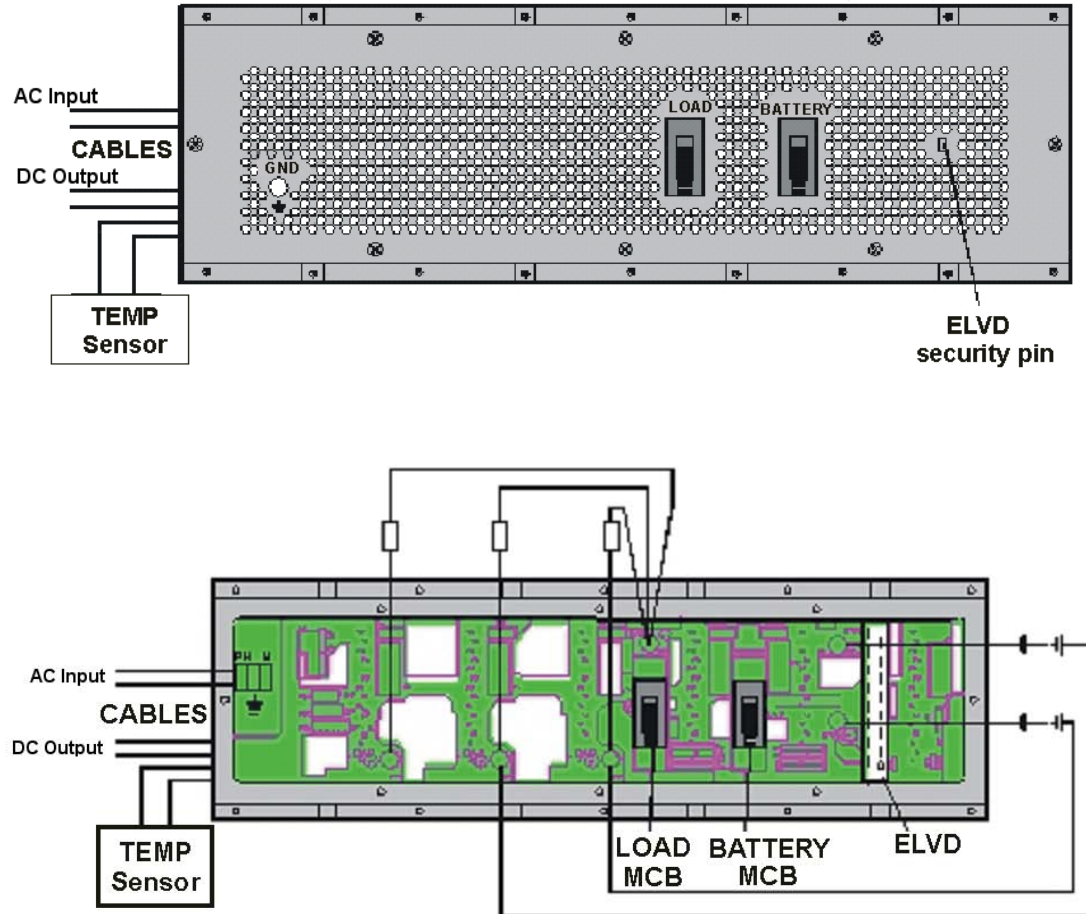 AC Input
LOAD
BATTERY
CABLES
DC Output
GND
TEMP
Sensor
ELVD
security pin
PH
AC Input
CABLES
DC Output
TEMP
Sensor
LOAD
MCB
BATTERY
MCB
ELVD